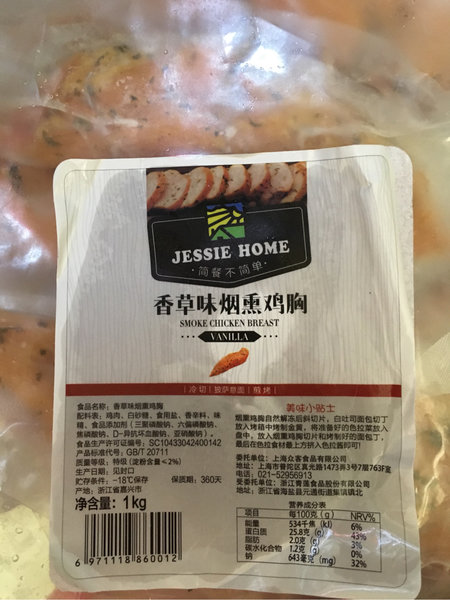 JESSIE HOME
·简餐不简单·
香草味烟熏鸡胸
SMOKE CHICKEN BREAST
VANILLA
冷切 披萨意面 煎烤
食品名称：香草味烟熏鸡胸
配料表：鸡肉、白砂糖、食用盐、香辛料、味
精、食品添加剂（三聚磷酸钠、六偏磷酸钠、
焦磷酸钠、D-异抗坏血酸钠、亚硝酸钠）。
食品生产许可证编号：SC10433042400142
产品标准代号：GB/T 20711
质量等级：特级（淀粉含量≤2%）
生产日期：见封口
贮存条件：-18℃保存 保质期：360天
产地：浙江省嘉兴市
净含量：1kg
6 971118 860012
美味小贴士
烟熏鸡胸自然解冻后斜切片，白吐司面包切丁
放入烤箱中烤制金黄，将准备好的色拉菜放入
盘中，放入烟熏鸡胸切片和烤制好的面包丁，
最后在色拉食材最上方挤入色拉酱即可！
委托单位：上海众客食品有限公司
地址：上海市普陀区真光路1473弄3号7层763F室
电话：021-52956913
受委托单位：浙江青莲食品股份有限公司
地址：浙江省海盐县元通街道集镇镇北
营养成分表
项目 每100克（g） NRV%
能量 534千焦（kJ） 6%
蛋白质 25.8克（g） 43%
脂肪 2.0克（g） 3%
碳水化合物 1.2克（g） 0%
钠 643毫克（mg） 32%